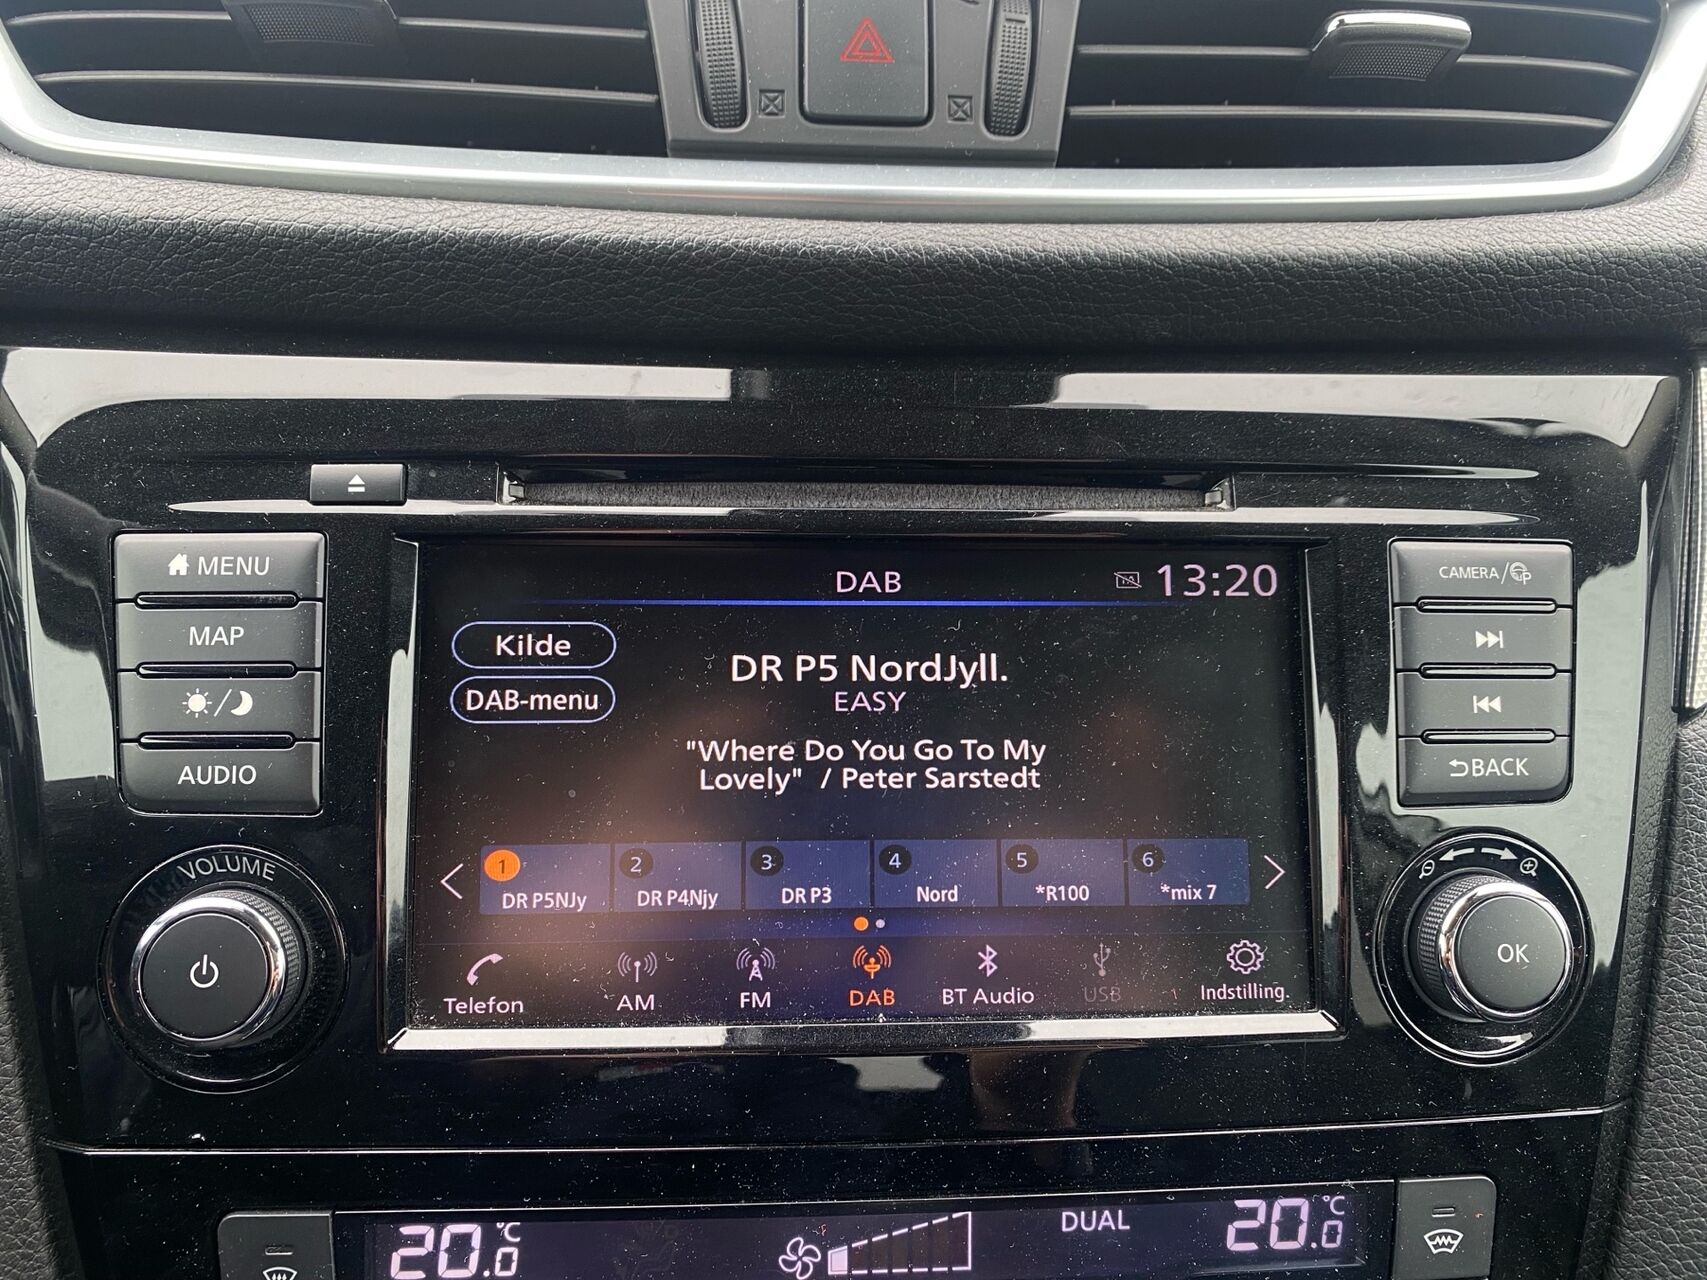 MENU
MAP
AUDIO
VOLUME
DAB
TA
13:20
Kilde
DAB-menu
DR P5 NordJyll.
EASY
"Where Do You Go To My
Lovely" / Peter Sarstedt
1 DR P5NJy
2 DR P4Njy
3 DR P3
4 Nord
5 *R100
6 *mix 7
Telefon
AM
FM
DAB
BT Audio
USB
Indstilling.
CAMERA/
P
BACK
OK
20.0 °C
DUAL
20.0 °C